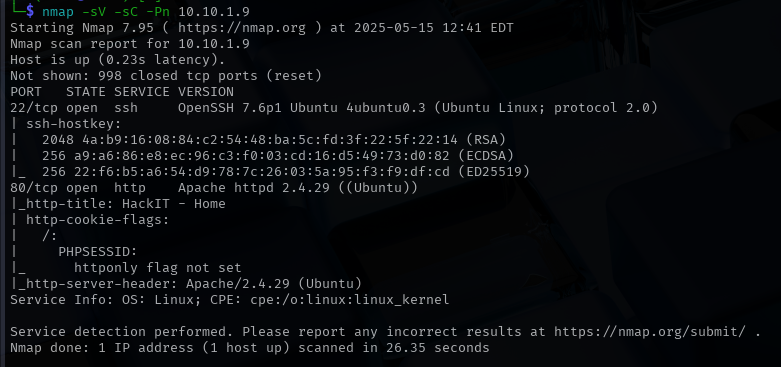 └─$ nmap -sV -sC -Pn 10.10.1.9
Starting Nmap 7.95 ( https://nmap.org ) at 2025-05-15 12:41 EDT
Nmap scan report for 10.10.1.9
Host is up (0.23s latency).
Not shown: 998 closed tcp ports (reset)
PORT   STATE SERVICE VERSION
22/tcp open  ssh     OpenSSH 7.6p1 Ubuntu 4ubuntu0.3 (Ubuntu Linux; protocol 2.0)
| ssh-hostkey:
|   2048 4a:b9:16:08:84:c2:54:48:ba:5c:fd:3f:22:5f:22:14 (RSA)
|   256 a9:a6:86:e8:ec:96:c3:f0:03:cd:16:d5:49:73:d0:82 (ECDSA)
|_  256 22:f6:b5:a6:54:d9:78:7c:26:03:5a:95:f3:f9:df:cd (ED25519)
80/tcp open  http    Apache httpd 2.4.29 ((Ubuntu))
|_http-title: HackIT - Home
| http-cookie-flags:
|   /:
|     PHPSESSID:
|_      httponly flag not set
|_http-server-header: Apache/2.4.29 (Ubuntu)
Service Info: OS: Linux; CPE: cpe:/o:linux:linux_kernel

Service detection performed. Please report any incorrect results at https://nmap.org/submit/ .
Nmap done: 1 IP address (1 host up) scanned in 26.35 seconds